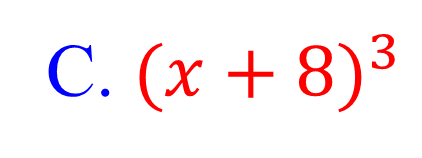 C. (x + 8)³